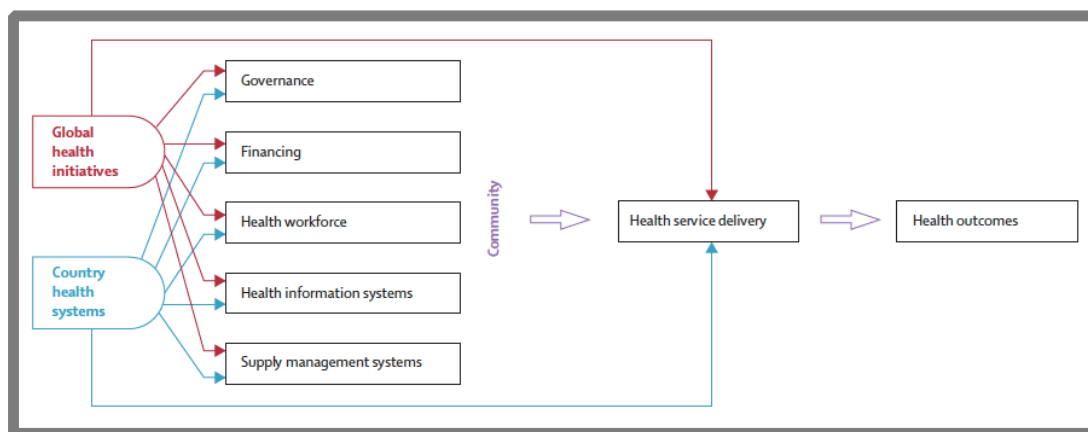 Global
health
initiatives
Country
health
systems
Governance
Financing
Health workforce
Health information systems
Supply management systems
Community
Health service delivery
Health outcomes